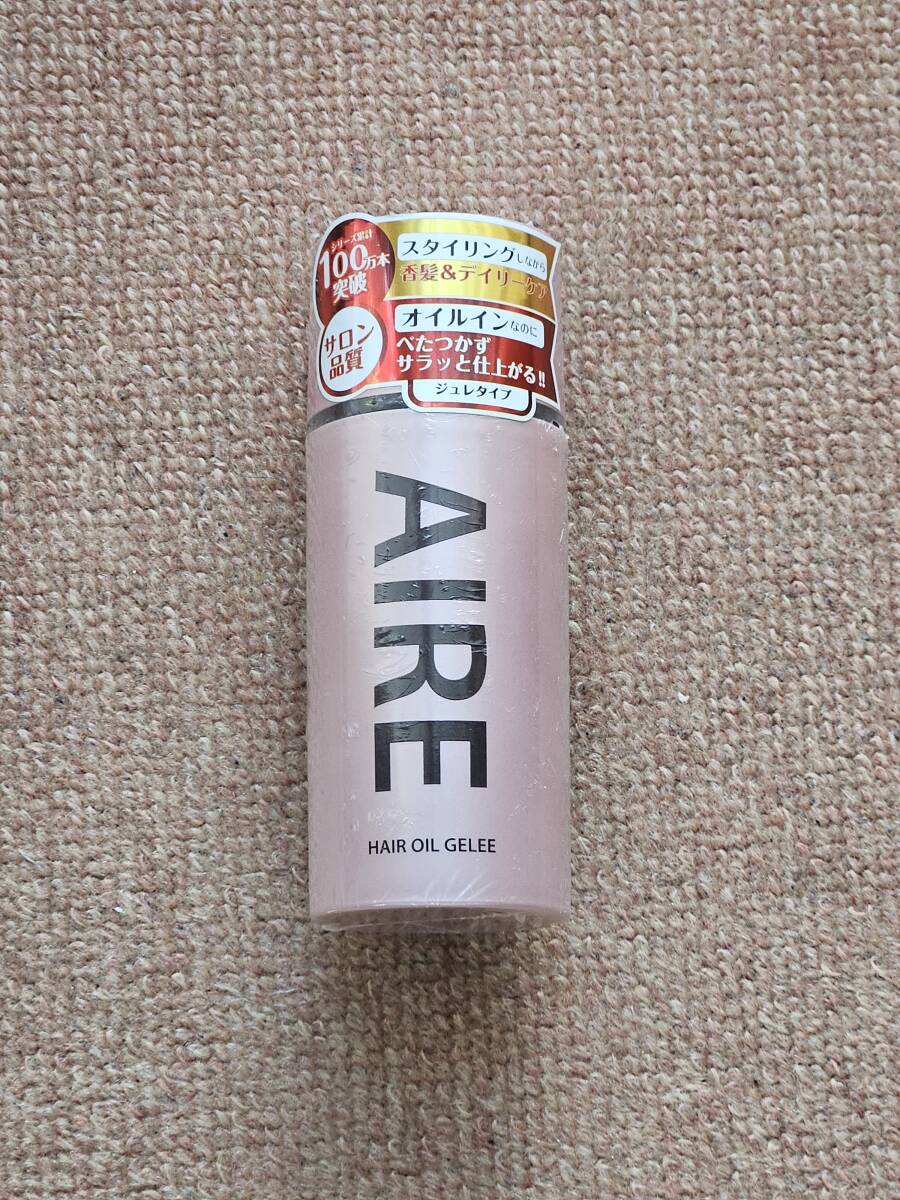 シリーズ累計
100万本
突破
サロン
品質
スタイリングしながら
香髪&デイリーケア
オイルインなのに
べたつかず
サラッと仕上がる!!
ジュレタイプ
AIRE
HAIR OIL GELEE